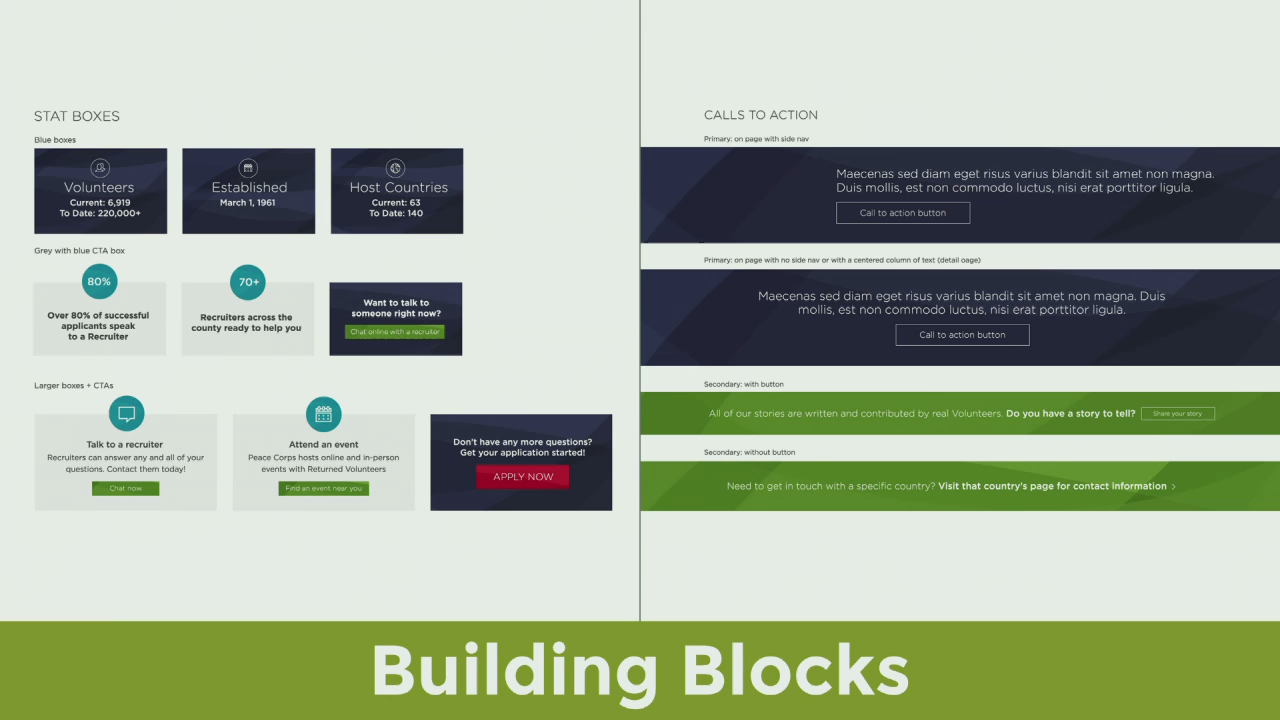 STAT BOXES
Blue boxes
Volunteers
Current: 6,919
To Date: 220,000+
Established
March 1, 1961
Host Countries
Current: 63
To Date: 140
Grey with blue CTA box
80%
Over 80% of successful
applicants speak
to a Recruiter
70+
Recruiters across the
county ready to help you
Want to talk to
someone right now?
Chat online with a recruiter
Larger boxes + CTAs
Talk to a recruiter
Recruiters can answer any and all of your
questions. Contact them today!
Chat now
Attend an event
Peace Corps hosts online and in-person
events with Returned Volunteers
Find an event near you
Don't have any more questions?
Get your application started!
APPLY NOW
CALLS TO ACTION
Primary: on page with side nav
Maecenas sed diam eget risus varius blandit sit amet non magna.
Duis mollis, est non commodo luctus, nisi erat porttitor ligula.
Call to action button
Primary: on page with no side nav or with a centered column of text (detail oage)
Maecenas sed diam eget risus varius blandit sit amet non magna. Duis
mollis, est non commodo luctus, nisi erat porttitor ligula.
Call to action button
Secondary: with button
All of our stories are written and contributed by real Volunteers. Do you have a story to tell?
Share your story
Secondary: without button
Need to get in touch with a specific country? Visit that country's page for contact information >
Building Blocks